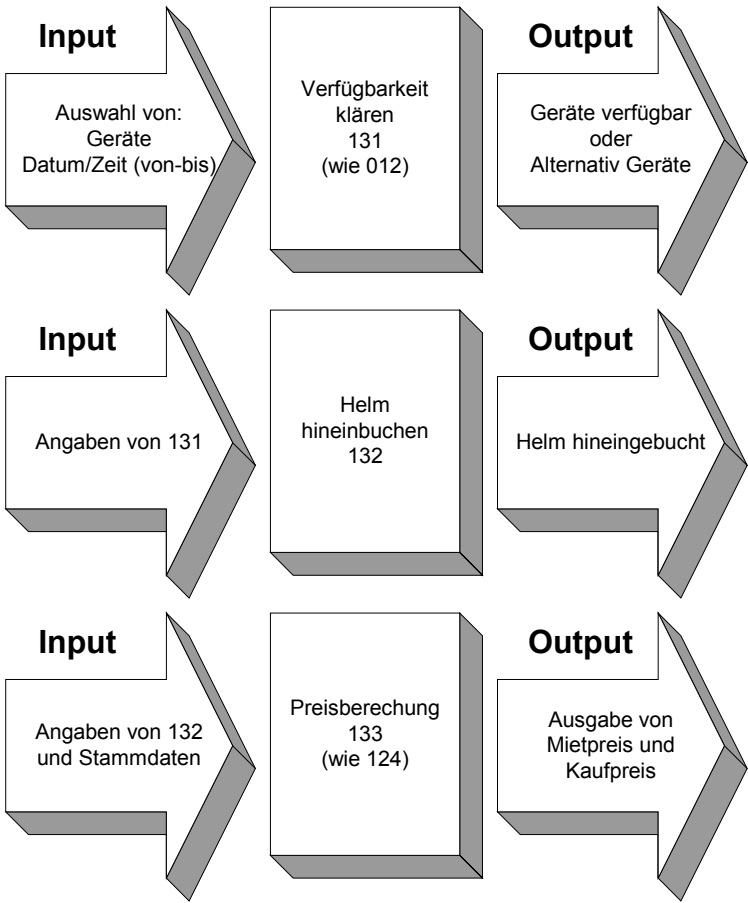 Input
Auswahl von:
Geräte
Datum/Zeit (von-bis)
Verfügbarkeit
klären
131
(wie 012)
Output
Geräte verfügbar
oder
Alternativ Geräte
Input
Angaben von 131
Helm
hineinbuchen
132
Output
Helm hineingebucht
Input
Angaben von 132
und Stammdaten
Preisberechung
133
(wie 124)
Output
Ausgabe von
Mietpreis und
Kaufpreis